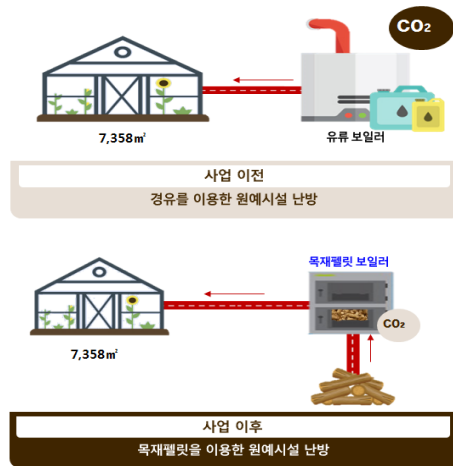 CO₂
7,358㎡
유류 보일러
사업 이전
경유를 이용한 원예시설 난방
목재펠릿 보일러
CO₂
7,358㎡
사업 이후
목재펠릿을 이용한 원예시설 난방